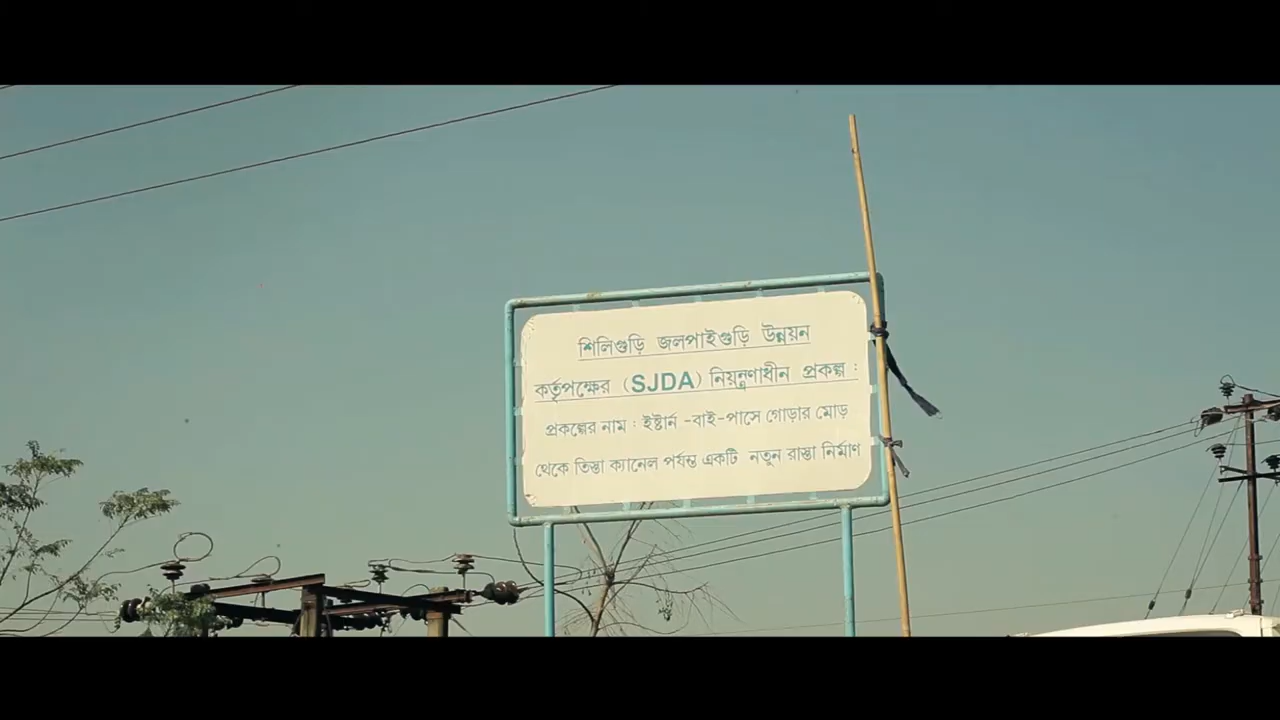 শিলিগুড়ি জলপাইগুড়ি উন্নয়ন
কর্তৃপক্ষের (SJDA) নিয়ন্ত্রণাধীন প্রকল্প :
প্রকল্পের নাম : ইষ্টার্ন -বাই-পাসে গোড়ার মোড়
থেকে তিস্তা ক্যানেল পর্যন্ত একটি নতুন রাস্তা নির্মাণ